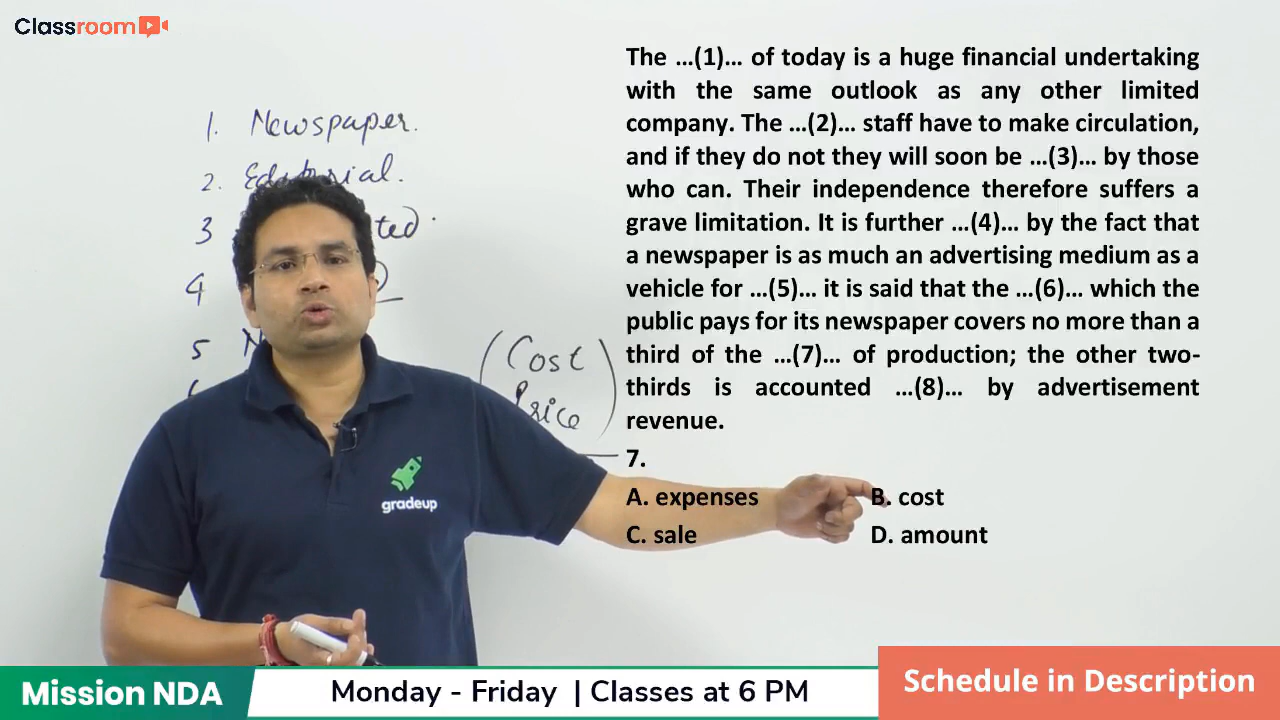 Classroom
The ...(1)... of today is a huge financial undertaking
with the same outlook as any other limited
company. The ...(2)... staff have to make circulation,
and if they do not they will soon be ...(3)... by those
who can. Their independence therefore suffers a
grave limitation. It is further ...(4)... by the fact that
a newspaper is as much an advertising medium as a
vehicle for ...(5)... it is said that the ...(6)... which the
public pays for its newspaper covers no more than a
third of the ...(7)... of production; the other two-
thirds is accounted ...(8)... by advertisement
revenue.
7.
A. expenses B. cost
C. sale D. amount
1. Newspaper.
2. Editorial.
3 ted.
4
5 N
6
Cost
Price
gradeup
Mission NDA
Monday - Friday | Classes at 6 PM
Schedule in Description